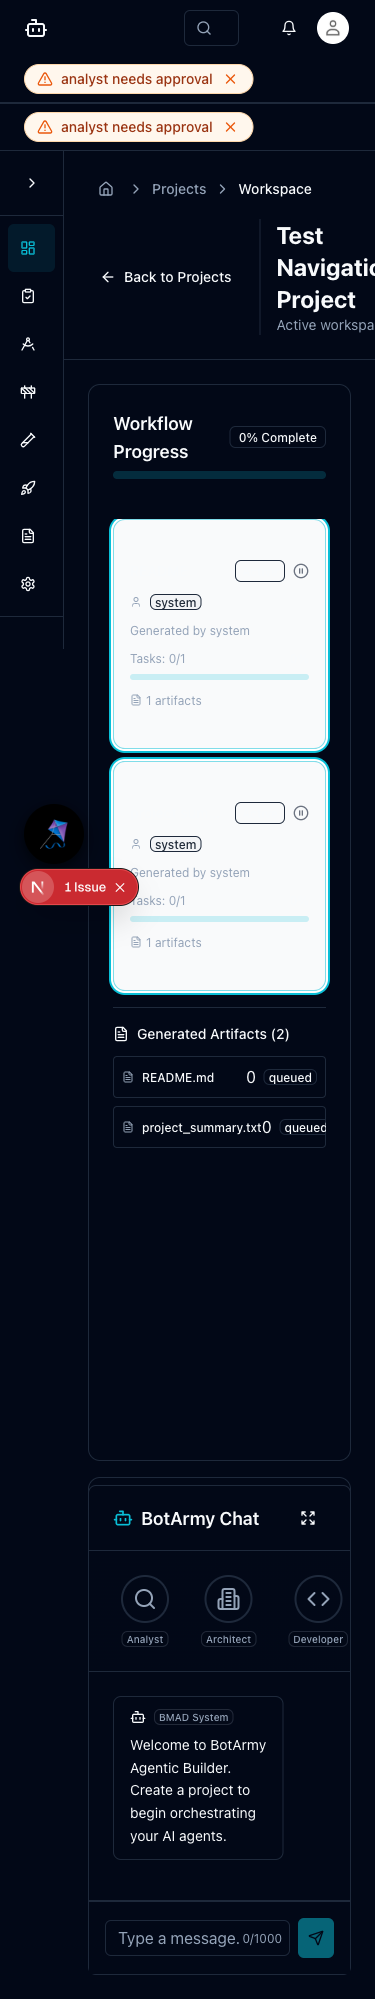 analyst needs approval
analyst needs approval
Projects
Workspace
Back to Projects
Test
Navigatio
Project
Active workspa
Workflow
Progress
0% Complete
system
Generated by system
Tasks: 0/1
1 artifacts
system
Generated by system
Tasks: 0/1
1 artifacts
N 1 Issue
Generated Artifacts (2)
README.md 0 queued
project_summary.txt 0 queued
BotArmy Chat
Analyst
Architect
Developer
BMAD System
Welcome to BotArmy
Agentic Builder.
Create a project to
begin orchestrating
your AI agents.
Type a message. 0/1000